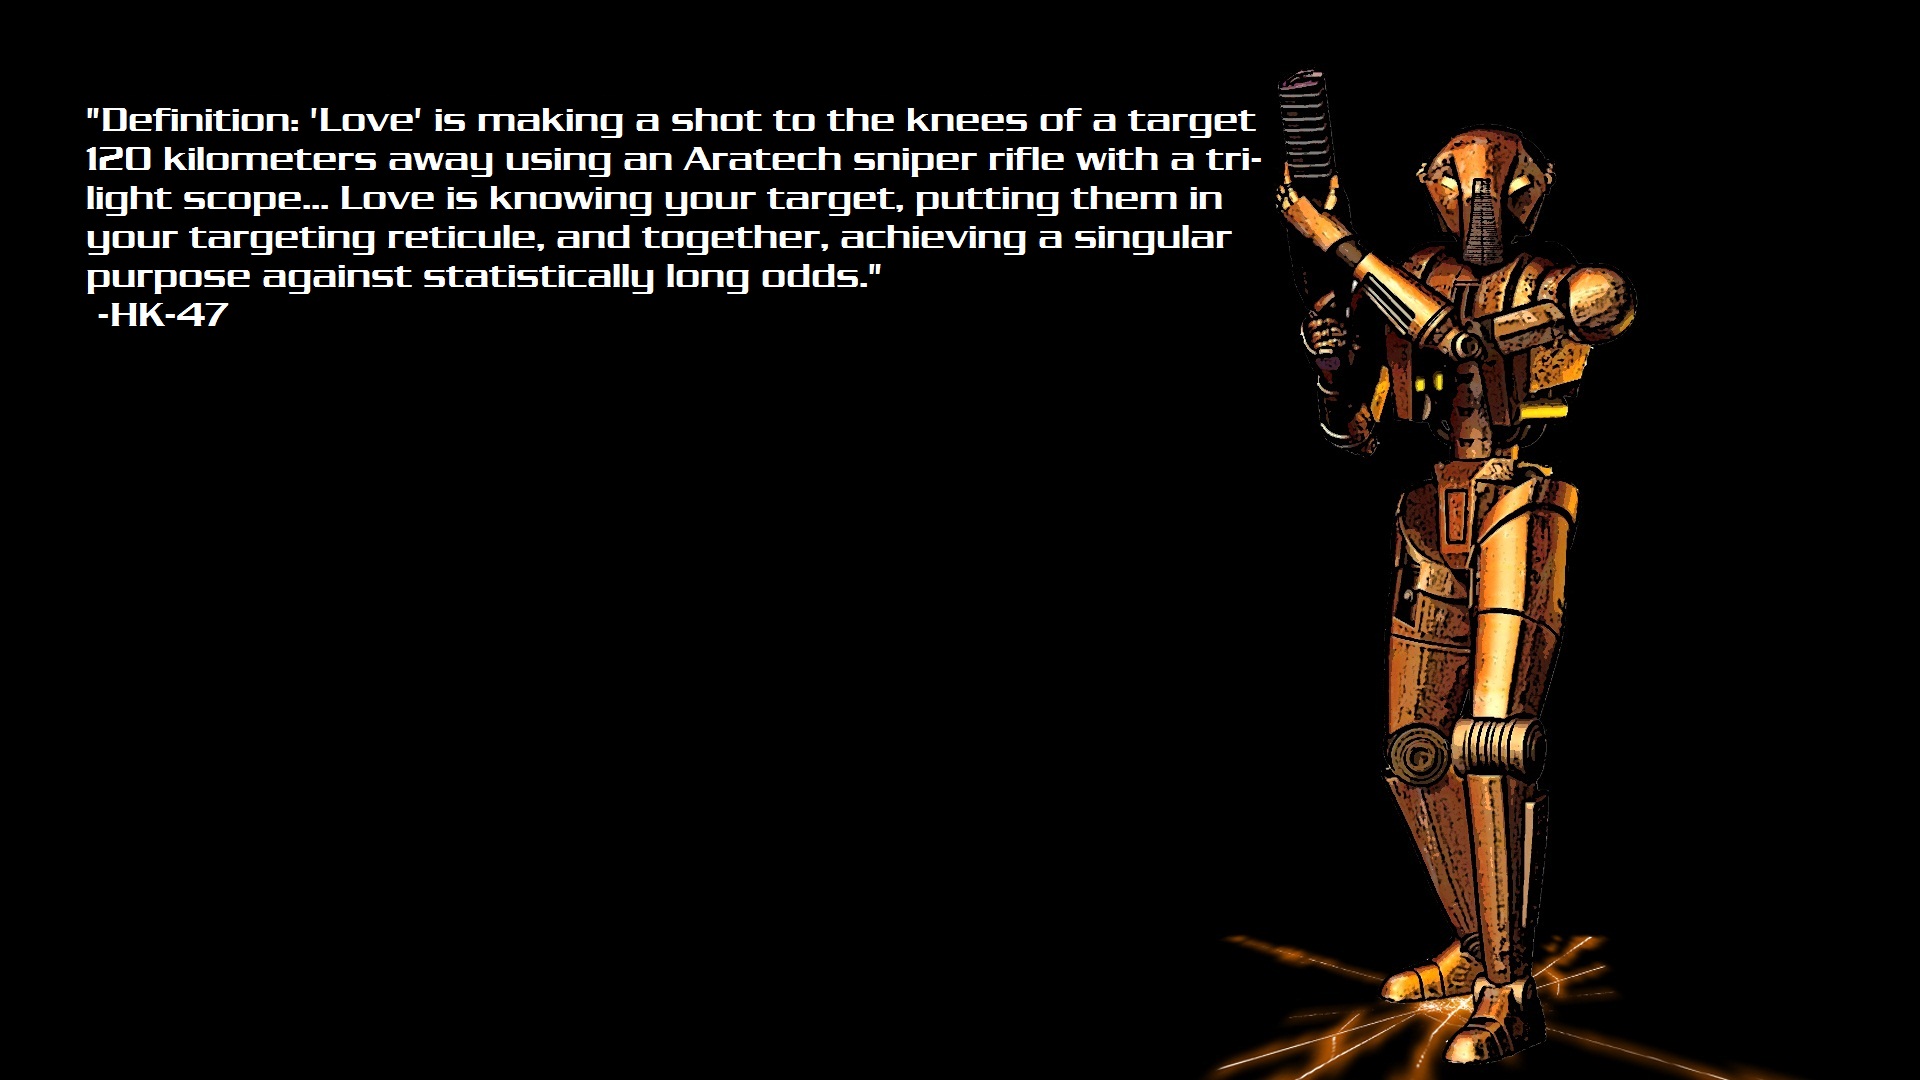 "Definition: 'Love' is making a shot to the knees of a target
120 kilometers away using an Aratech sniper rifle with a tri-
light scope... Love is knowing your target, putting them in
your targeting reticule, and together, achieving a singular
purpose against statistically long odds."
-HK-47